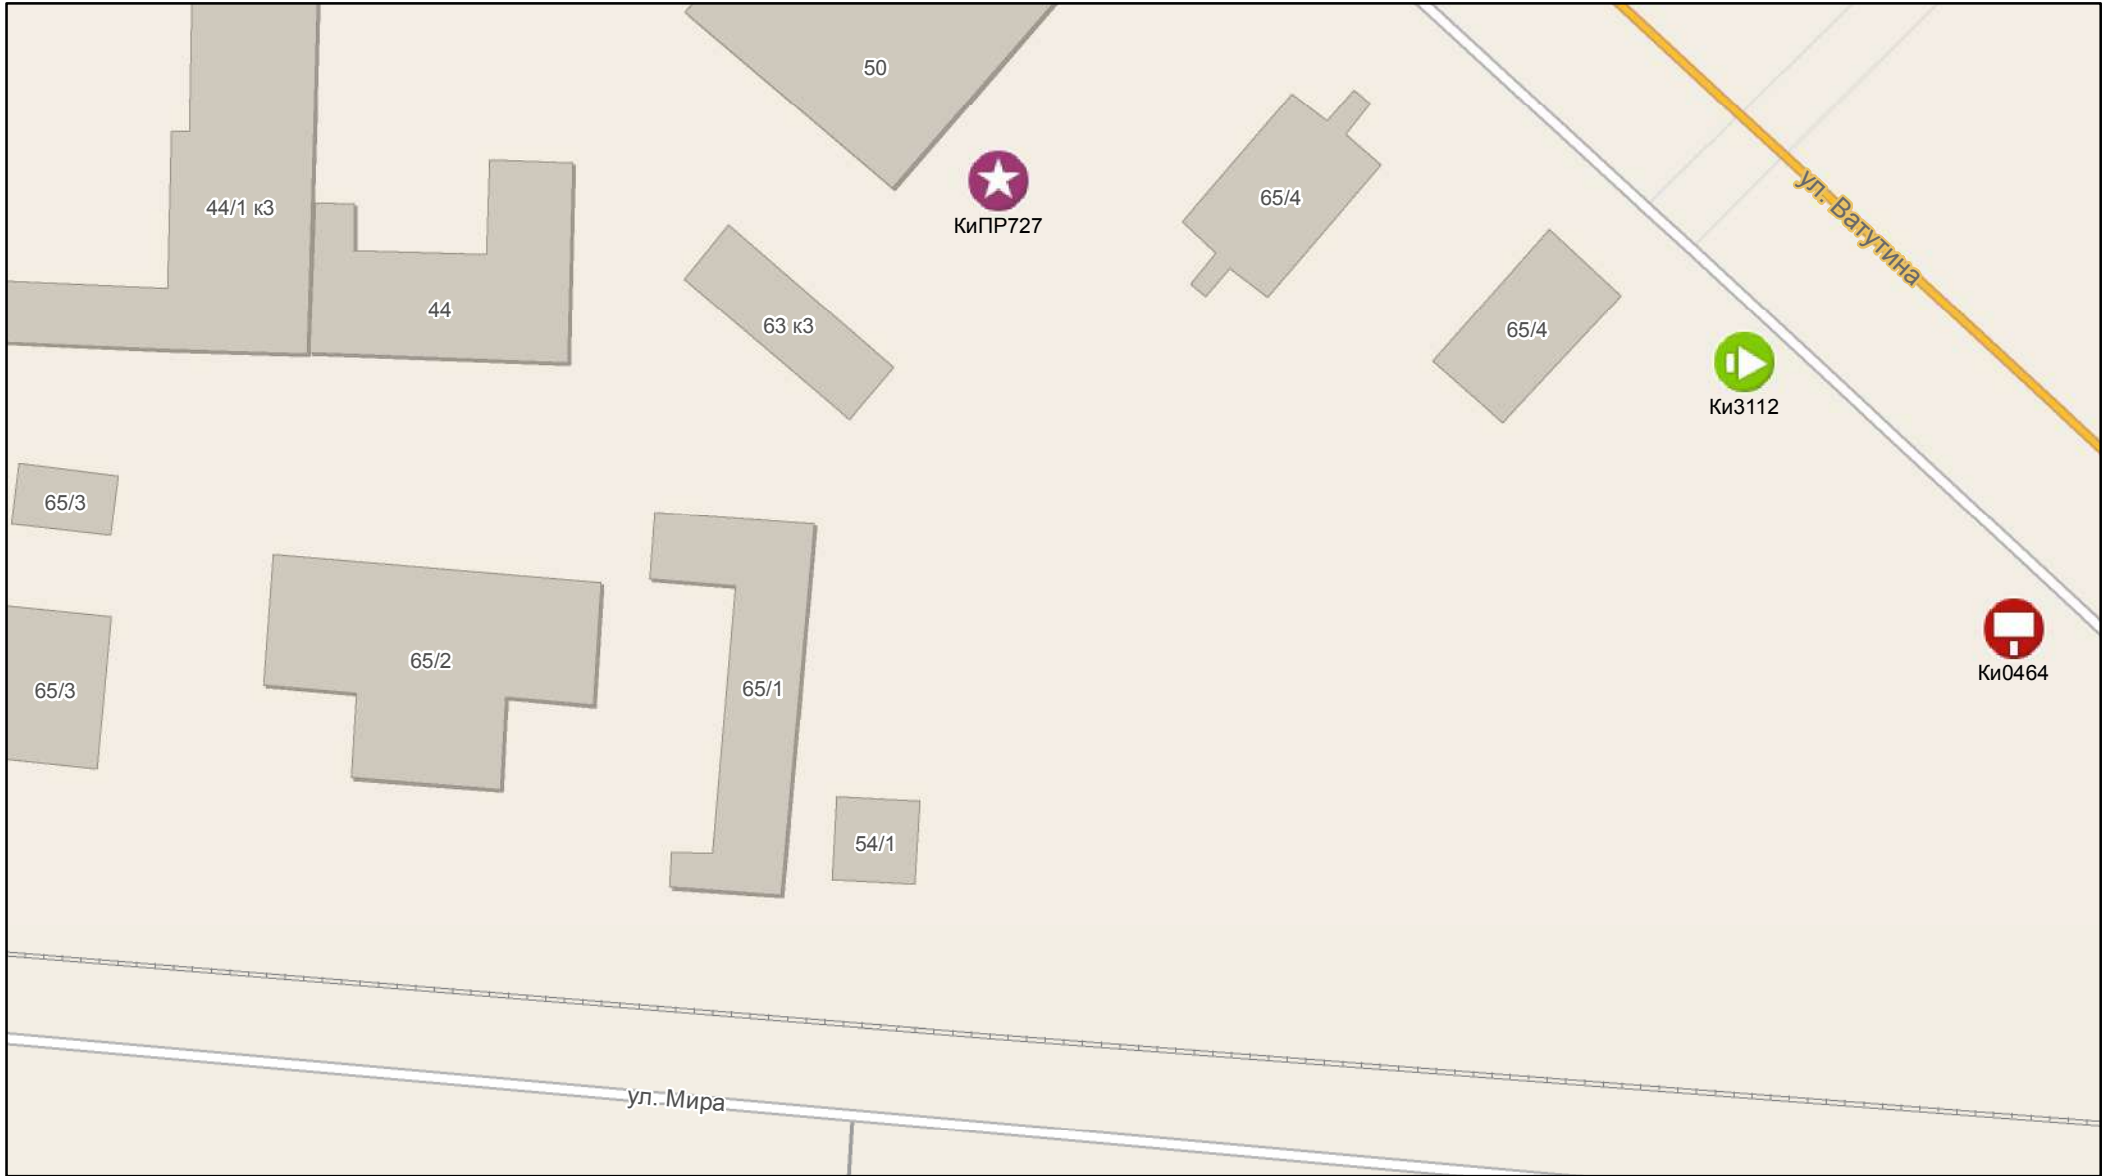 50
44/1 к3
65/4
ул. Ватутина
КиПР727
44
63 к3
65/4
Ки3112
65/3
65/2
65/1
65/3
Ки0464
54/1
ул. Мира